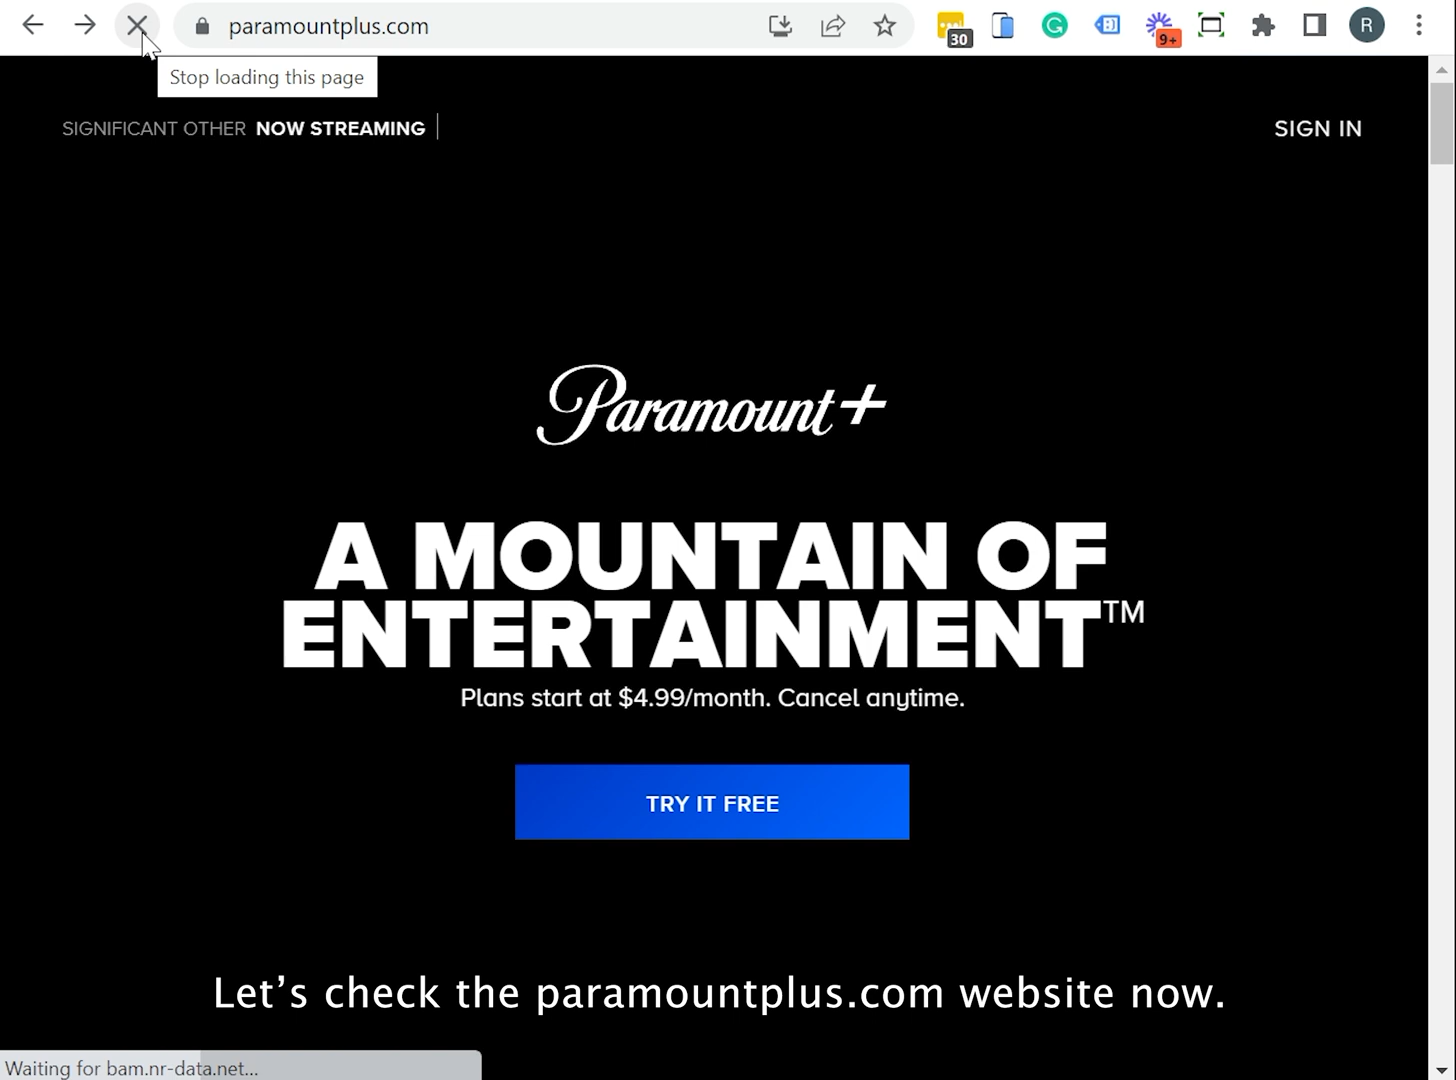 paramountplus.com
30
9+
R
Stop loading this page
SIGNIFICANT OTHER NOW STREAMING
SIGN IN
Paramount+
A MOUNTAIN OF
ENTERTAINMENT™
Plans start at $4.99/month. Cancel anytime.
TRY IT FREE
Let’s check the paramountplus.com website now.
Waiting for bam.nr-data.net...